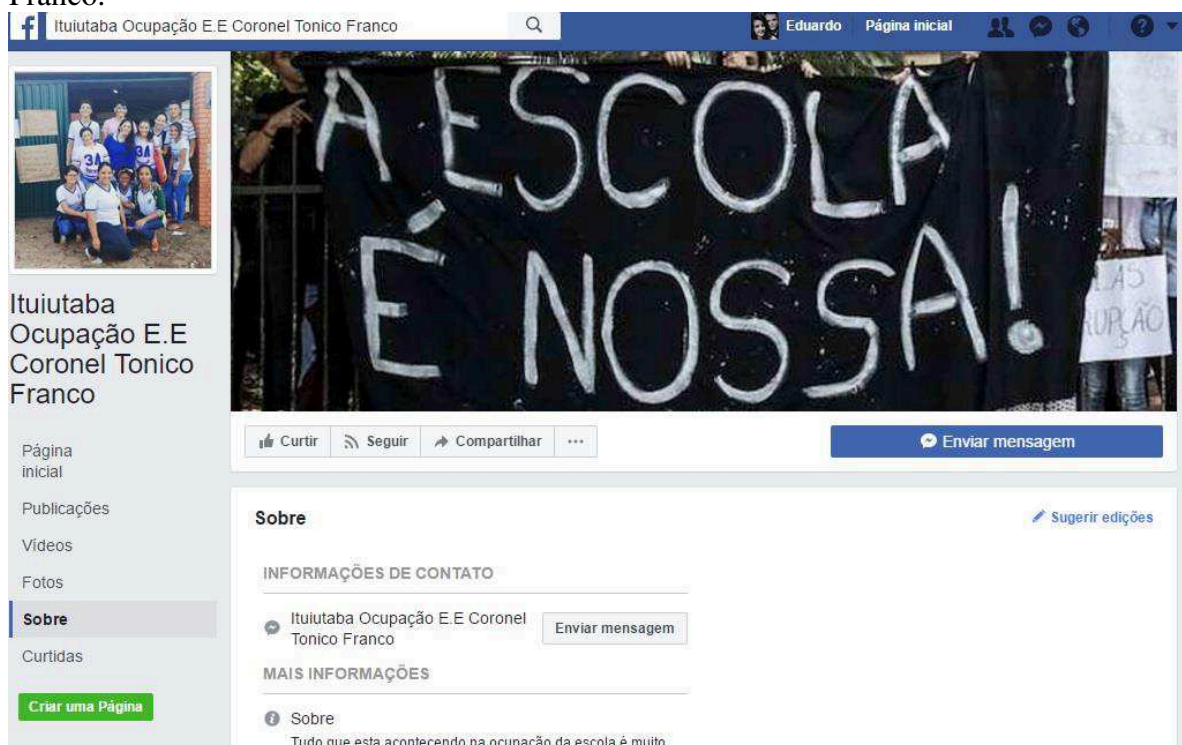 Franco.
f Ituiutaba Ocupação E.E Coronel Tonico Franco Eduardo Página inicial
A ESCOLA
É NOSSA!
Ituiutaba
Ocupação E.E
Coronel Tonico
Franco
Curtir Seguir Compartilhar ... Enviar mensagem
Página
inicial
Publicações
Vídeos
Fotos
Sobre
Curtidas
Criar uma Página
Sobre Sugerir edições
INFORMAÇÕES DE CONTATO
Ituiutaba Ocupação E.E Coronel
Tonico Franco Enviar mensagem
MAIS INFORMAÇÕES
Sobre
Tudo que esta acontecendo na ocupação da escola é muito